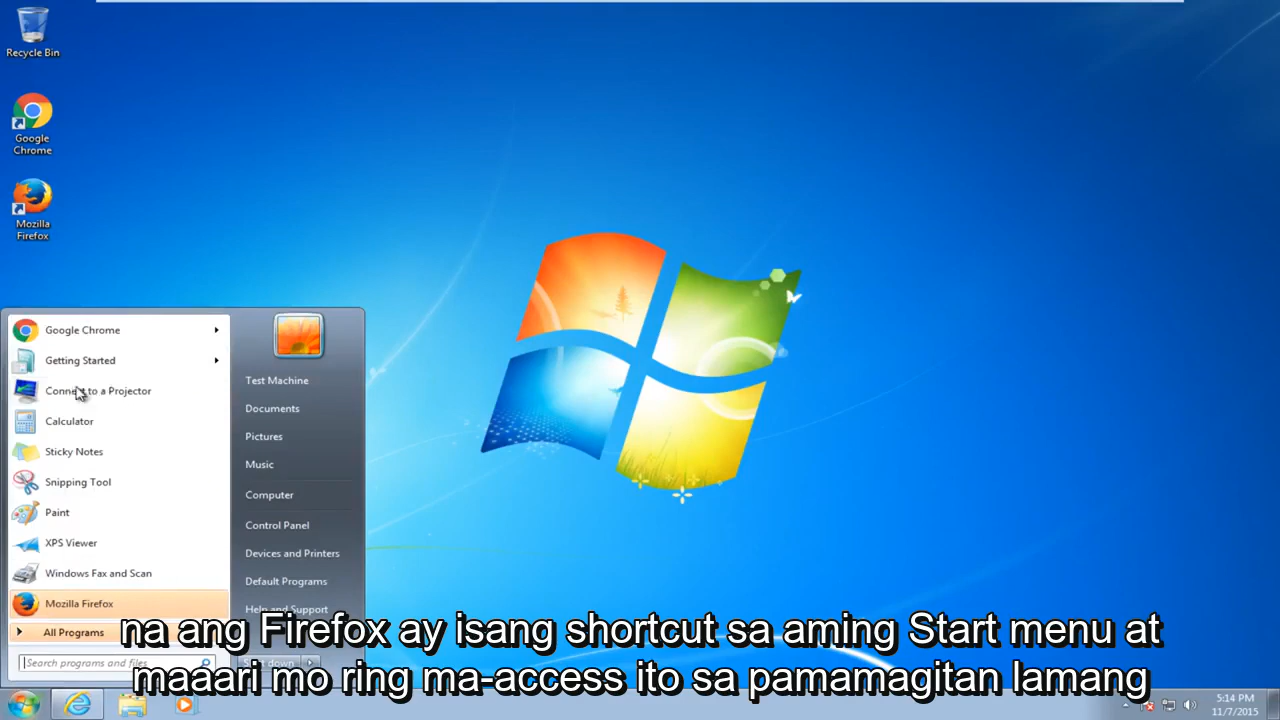 Recycle Bin
Google
Chrome
Mozilla
Firefox
Google Chrome
Getting Started
Connect to a Projector
Calculator
Sticky Notes
Snipping Tool
Paint
XPS Viewer
Windows Fax and Scan
Mozilla Firefox
All Programs
Search programs and files
Test Machine
Documents
Pictures
Music
Computer
Control Panel
Devices and Printers
Default Programs
Help and Support
Shut down
na ang Firefox ay isang shortcut sa aming Start menu at
maaari mo ring ma-access ito sa pamamagitan lamang
5:14 PM
11/7/2015